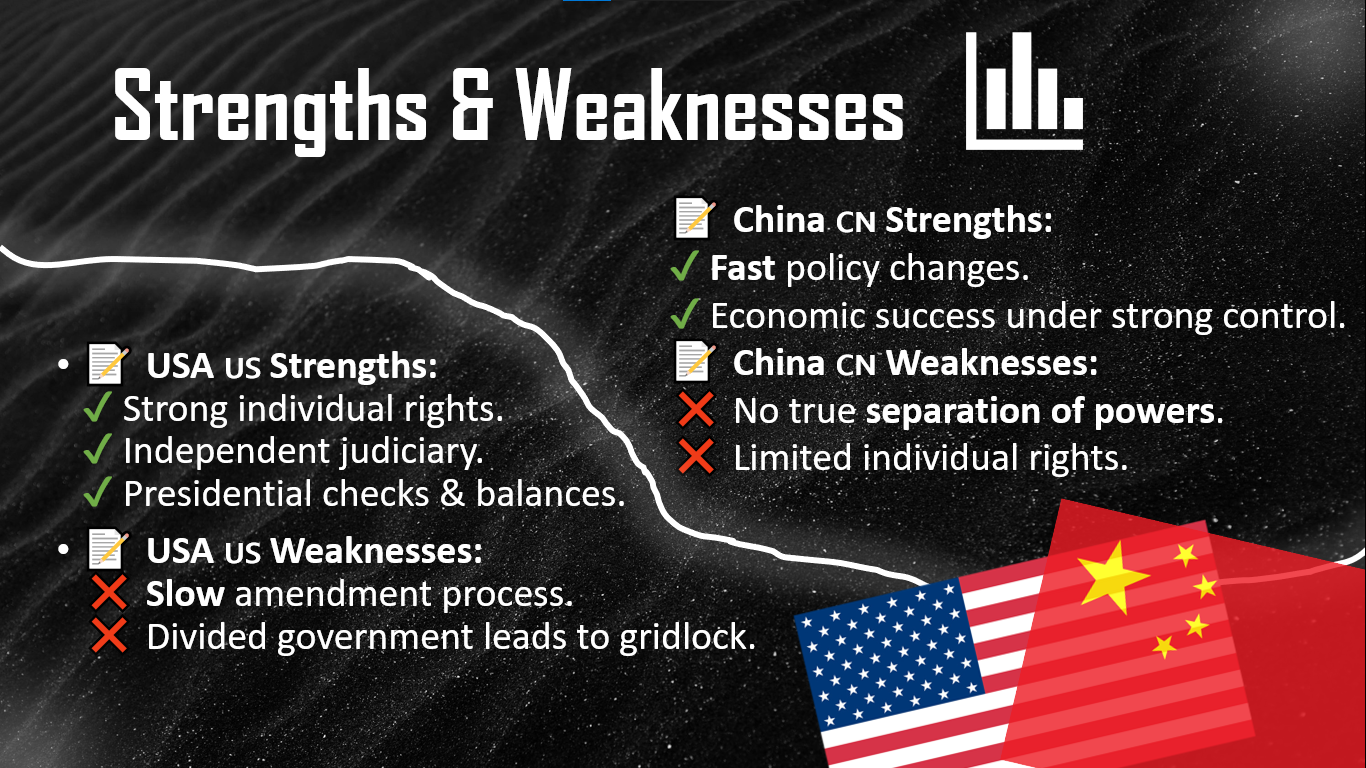 Strengths & Weaknesses
• 📝 USA US Strengths:
✔ Strong individual rights.
✔ Independent judiciary.
✔ Presidential checks & balances.
• 📝 USA US Weaknesses:
❌ Slow amendment process.
❌ Divided government leads to gridlock.
📝 China CN Strengths:
✔ Fast policy changes.
✔ Economic success under strong control.
📝 China CN Weaknesses:
❌ No true separation of powers.
❌ Limited individual rights.